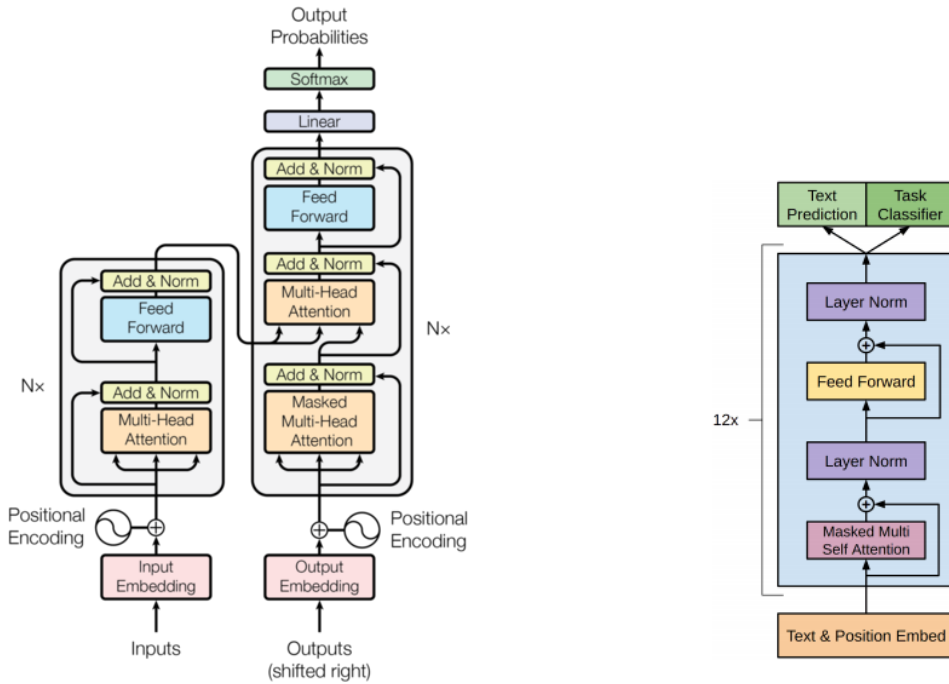 Output
Probabilities
Softmax
Linear
Add & Norm
Feed
Forward
Add & Norm
Multi-Head
Attention
Nx
Add & Norm
Masked
Multi-Head
Attention
Positional
Encoding
Output
Embedding
Outputs
(shifted right)
Add & Norm
Feed
Forward
Nx
Add & Norm
Multi-Head
Attention
Positional
Encoding
Input
Embedding
Inputs
Text
Prediction
Task
Classifier
Layer Norm
Feed Forward
12x
Layer Norm
Masked Multi
Self Attention
Text & Position Embed